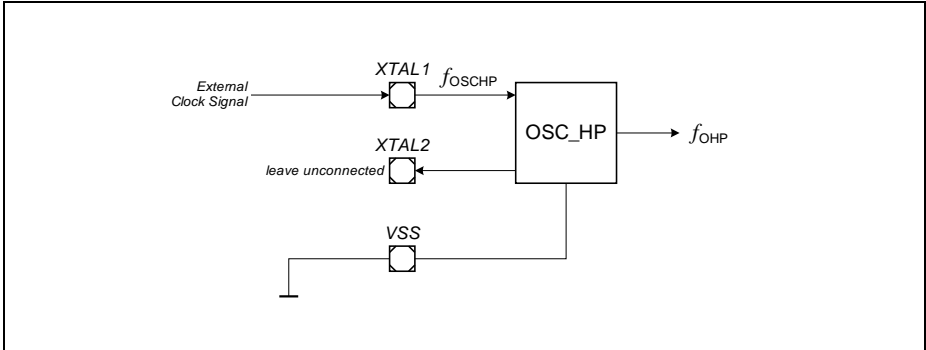 XTAL1
External
Clock Signal
fOSCHP
OSC_HP
fOHP
XTAL2
leave unconnected
VSS